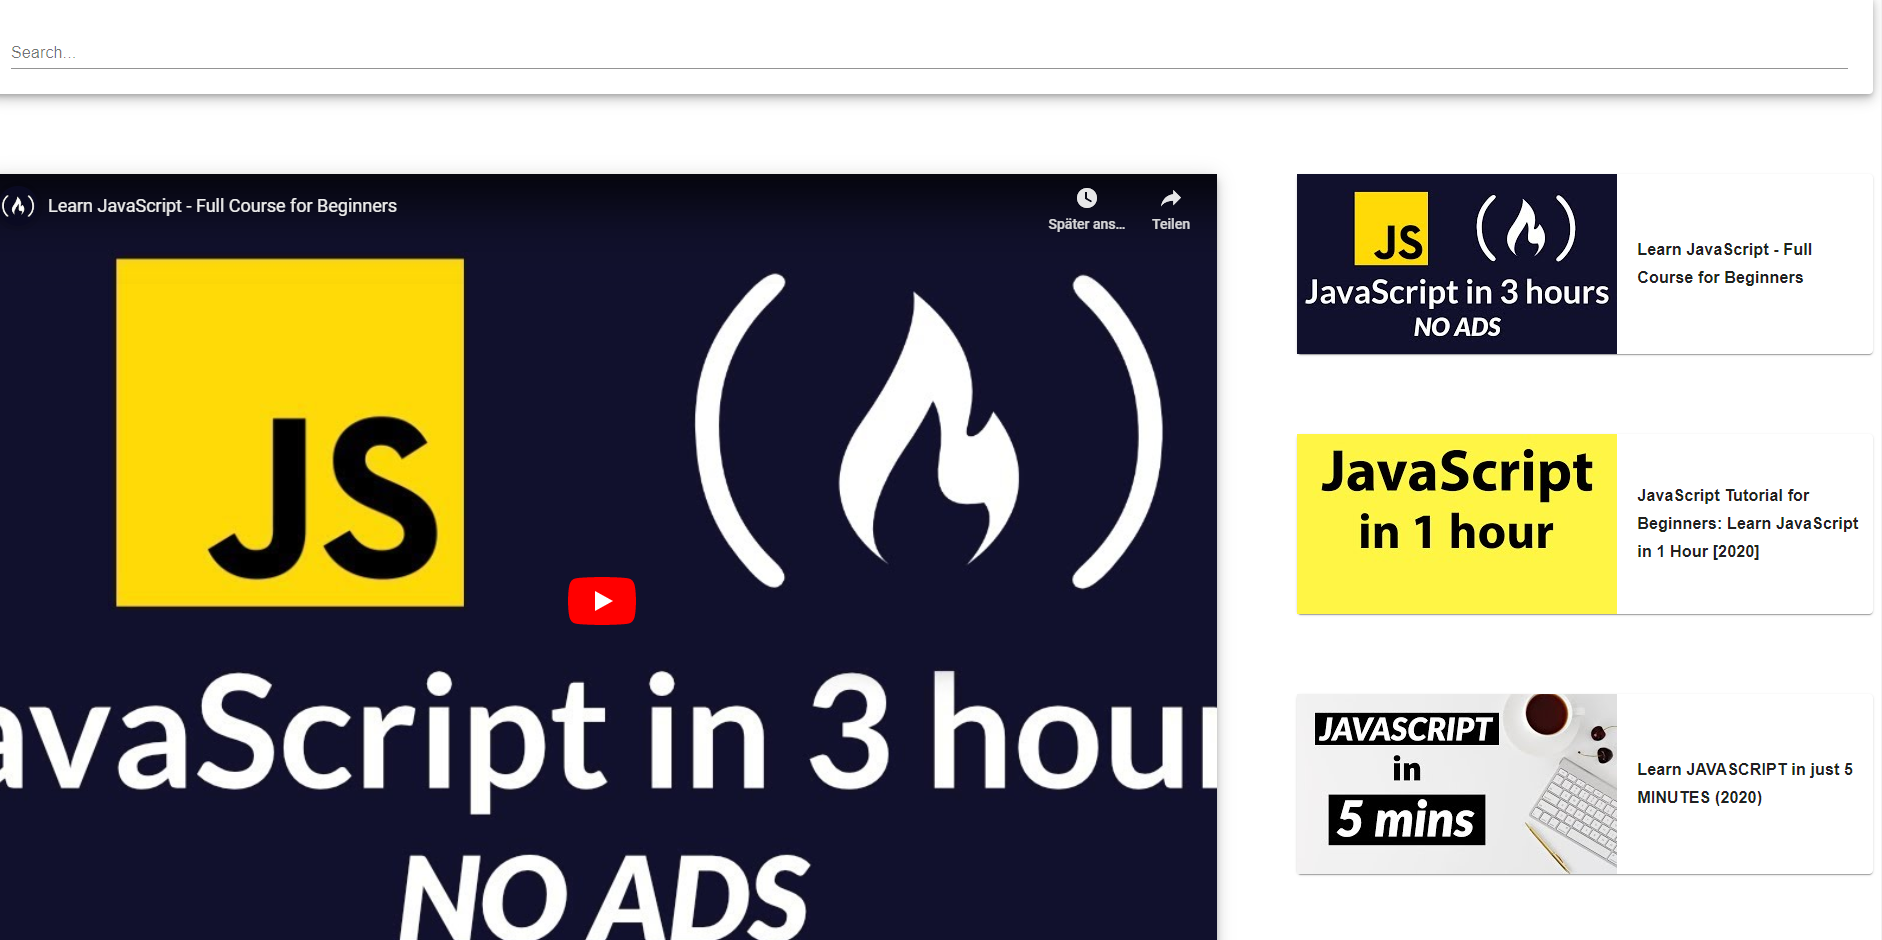 Search...
Learn JavaScript - Full Course for Beginners
Später ans...
Teilen
JS
avaScript in 3 hour
NO ADS
JS
JavaScript in 3 hours
NO ADS
Learn JavaScript - Full
Course for Beginners
JavaScript
in 1 hour
JavaScript Tutorial for
Beginners: Learn JavaScript
in 1 Hour [2020]
JAVASCRIPT
in
5 mins
Learn JAVASCRIPT in just 5
MINUTES (2020)